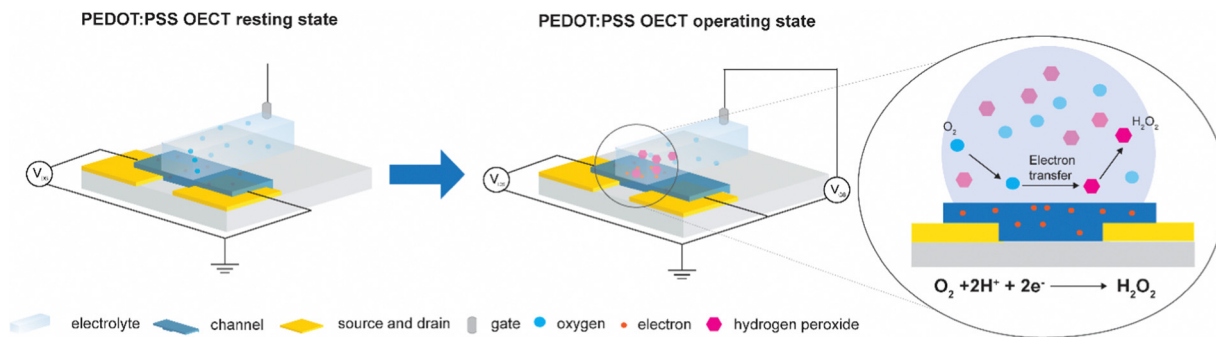 PEDOT:PSS OECT resting state
PEDOT:PSS OECT operating state
V
V
V
O₂
H₂O₂
Electron
transfer
O₂ +2H⁺ + 2e⁻ → H₂O₂
electrolyte
channel
source and drain
gate
oxygen
electron
hydrogen peroxide